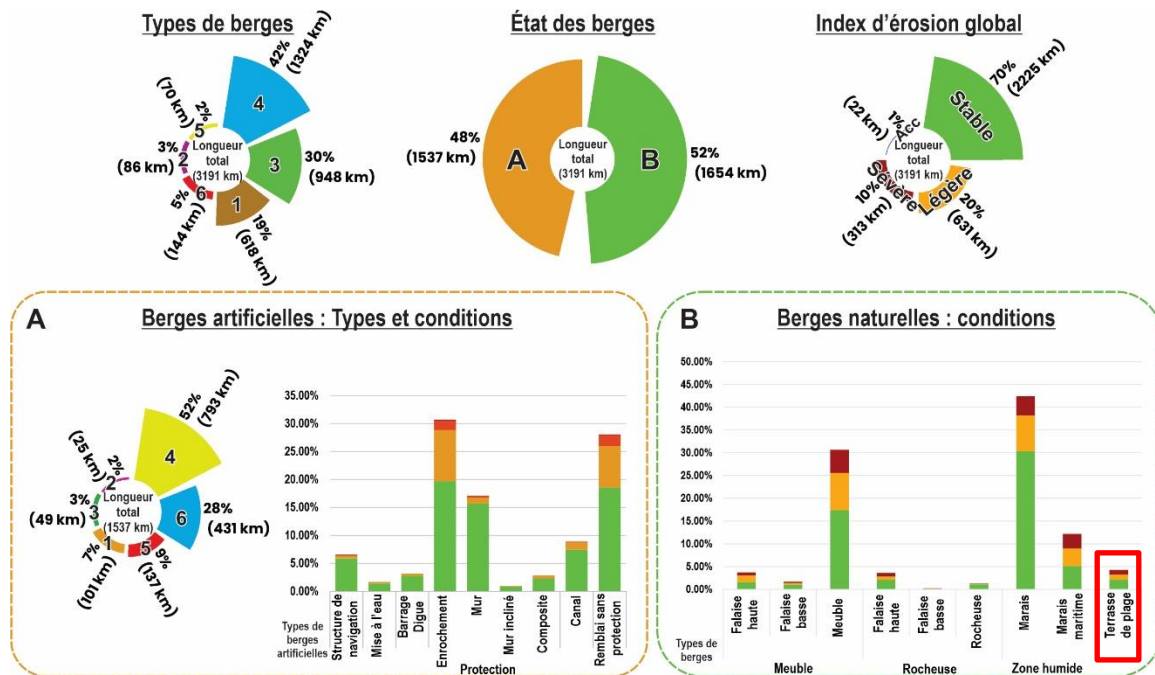 Types de berges
État des berges
Index d'érosion global
42%
(1324 km)
4
30%
(948 km)
3
19%
(618 km)
1
5%
(144 km)
6
3%
(86 km)
2
2%
(70 km)
5
Longueur
total
(3191 km)
48%
(1537 km)
A
B
52%
(1654 km)
Longueur
total
(3191 km)
70%
(2225 km)
Stable
20%
(631 km)
Légère
10%
(313 km)
Sévère
1%
(22 km)
Acc
Longueur
total
(3191 km)
A
Berges artificielles : Types et conditions
52%
(793 km)
4
28%
(431 km)
6
9%
(137 km)
5
7%
(101 km)
1
3%
(49 km)
3
2%
(25 km)
2
Longueur
total
(1537 km)
35.00%
30.00%
25.00%
20.00%
15.00%
10.00%
5.00%
0.00%
Types de
berges
artificielles
Structure de
navigation
Mise à l'eau
Barrage
Digue
Enrochement
Mur
Mur incliné
Composite
Canal
Remblai sans
protection
Protection
B
Berges naturelles : conditions
50.00%
45.00%
40.00%
35.00%
30.00%
25.00%
20.00%
15.00%
10.00%
5.00%
0.00%
Types de
berges
Falaise
haute
Falaise
basse
Meuble
Falaise
haute
Falaise
basse
Rocheuse
Marais
Marais
maritime
Terrasse
de plage
Meuble
Rocheuse
Zone humide